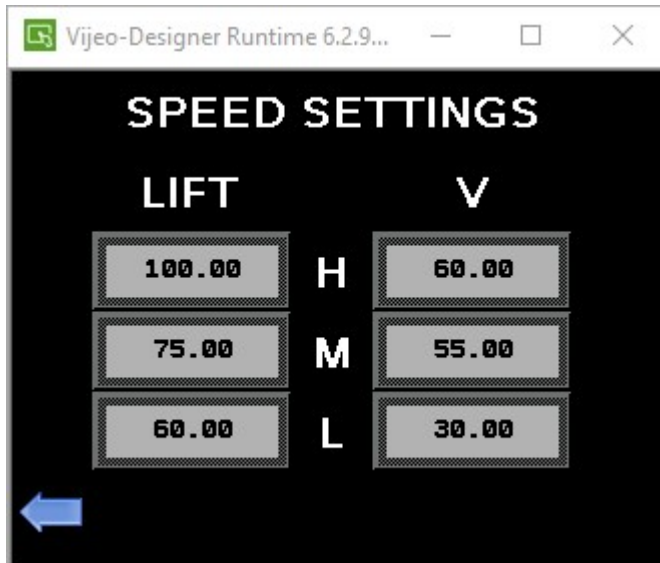 Vijeo-Designer Runtime 6.2.9...
SPEED SETTINGS
LIFT V
100.00 H 60.00
75.00 M 55.00
60.00 L 30.00